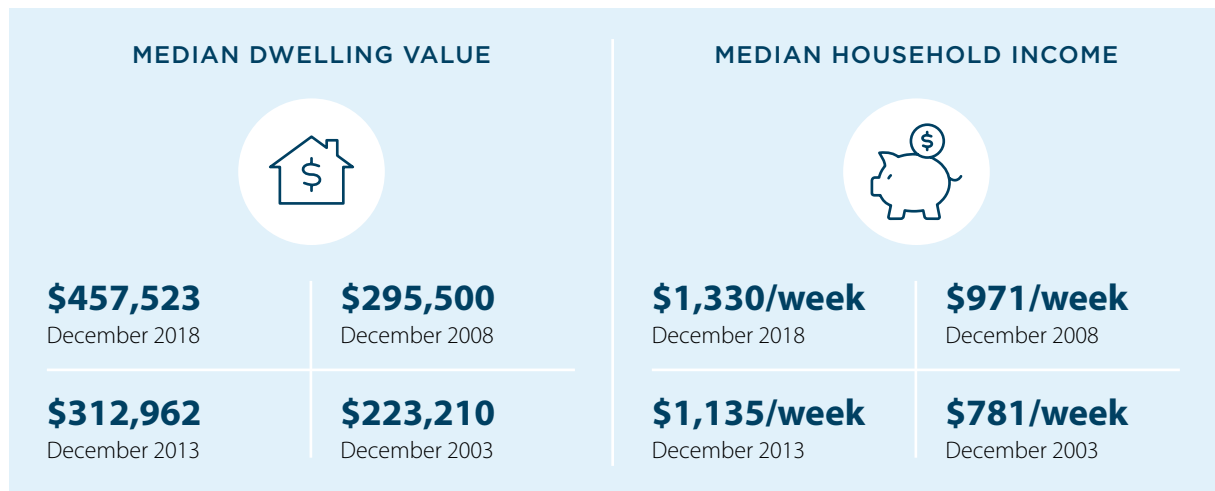 MEDIAN DWELLING VALUE
$
$457,523
December 2018
$295,500
December 2008
$312,962
December 2013
$223,210
December 2003
MEDIAN HOUSEHOLD INCOME
$
$1,330/week
December 2018
$971/week
December 2008
$1,135/week
December 2013
$781/week
December 2003